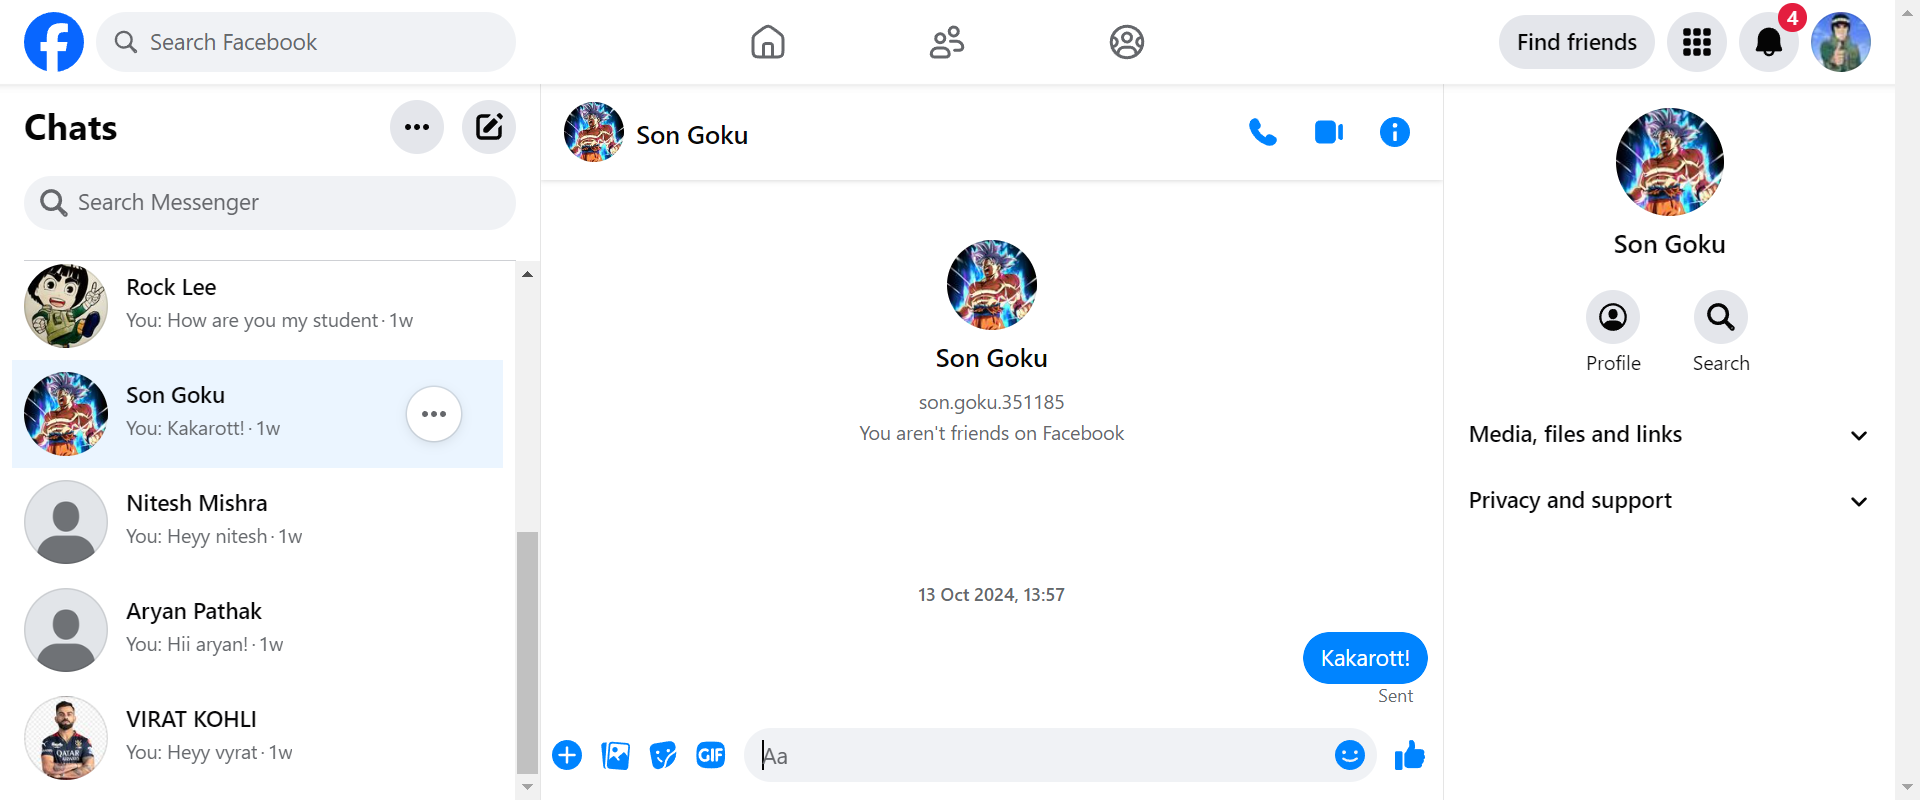 Search Facebook
Find friends
4
Chats
Search Messenger
Rock Lee
You: How are you my student · 1w
Son Goku
You: Kakarott! · 1w
Nitesh Mishra
You: Heyy nitesh · 1w
Aryan Pathak
You: Hii aryan! · 1w
VIRAT KOHLI
You: Heyy vyrat · 1w
QATAR
AIRWAYS
Son Goku
Son Goku
son.goku.351185
You aren't friends on Facebook
13 Oct 2024, 13:57
Kakarott!
Sent
GIF
Aa
Son Goku
Profile
Search
Media, files and links
Privacy and support